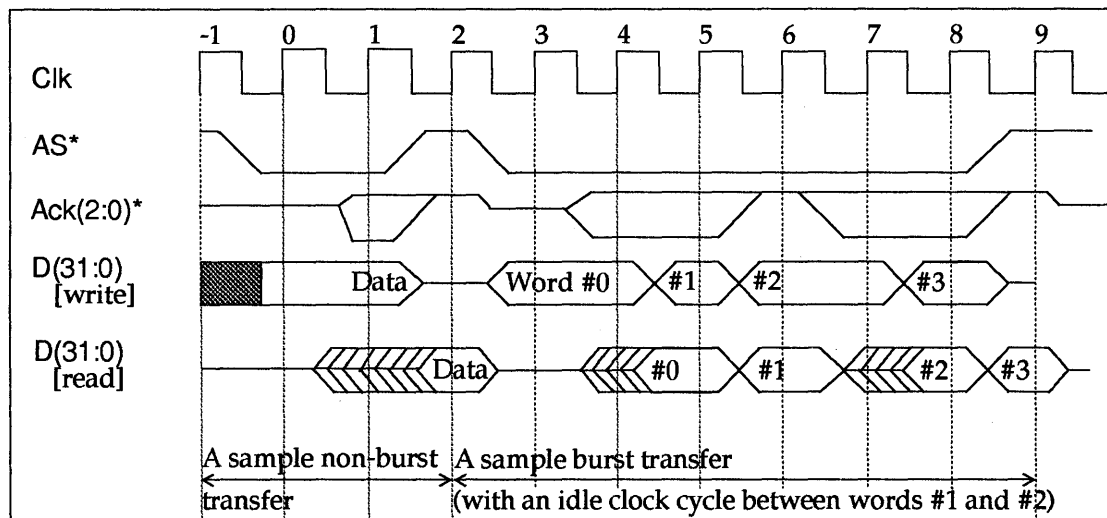 -1 0 1 2 3 4 5 6 7 8 9
Clk
AS*
Ack(2:0)*
D(31:0)
[write]
Data Word #0 #1 #2 #3
D(31:0)
[read]
Data #0 #1 #2 #3
A sample non-burst
transfer
A sample burst transfer
(with an idle clock cycle between words #1 and #2)